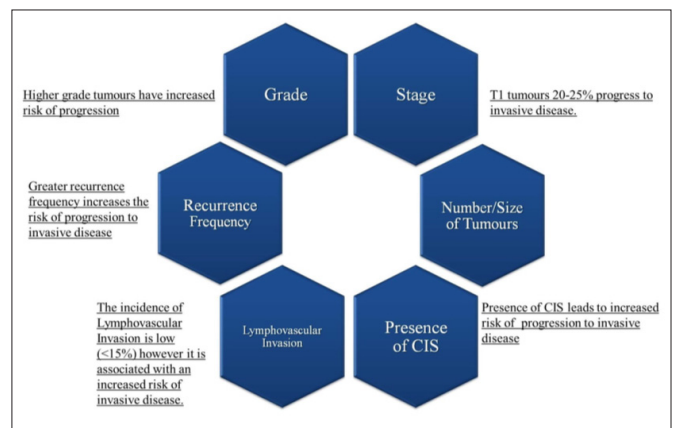 Grade
Stage
Higher grade tumours have increased
risk of progression
T1 tumours 20-25% progress to
invasive disease.
Greater recurrence
frequency increases the
risk of progression to
invasive disease
Recurrence
Frequency
Number/Size
of Tumours
The incidence of
Lymphovascular
Invasion is low
(<15%) however it is
associated with an
increased risk of
invasive disease.
Lymphovascular
Invasion
Presence
of CIS
Presence of CIS leads to increased
risk of progression to invasive
disease